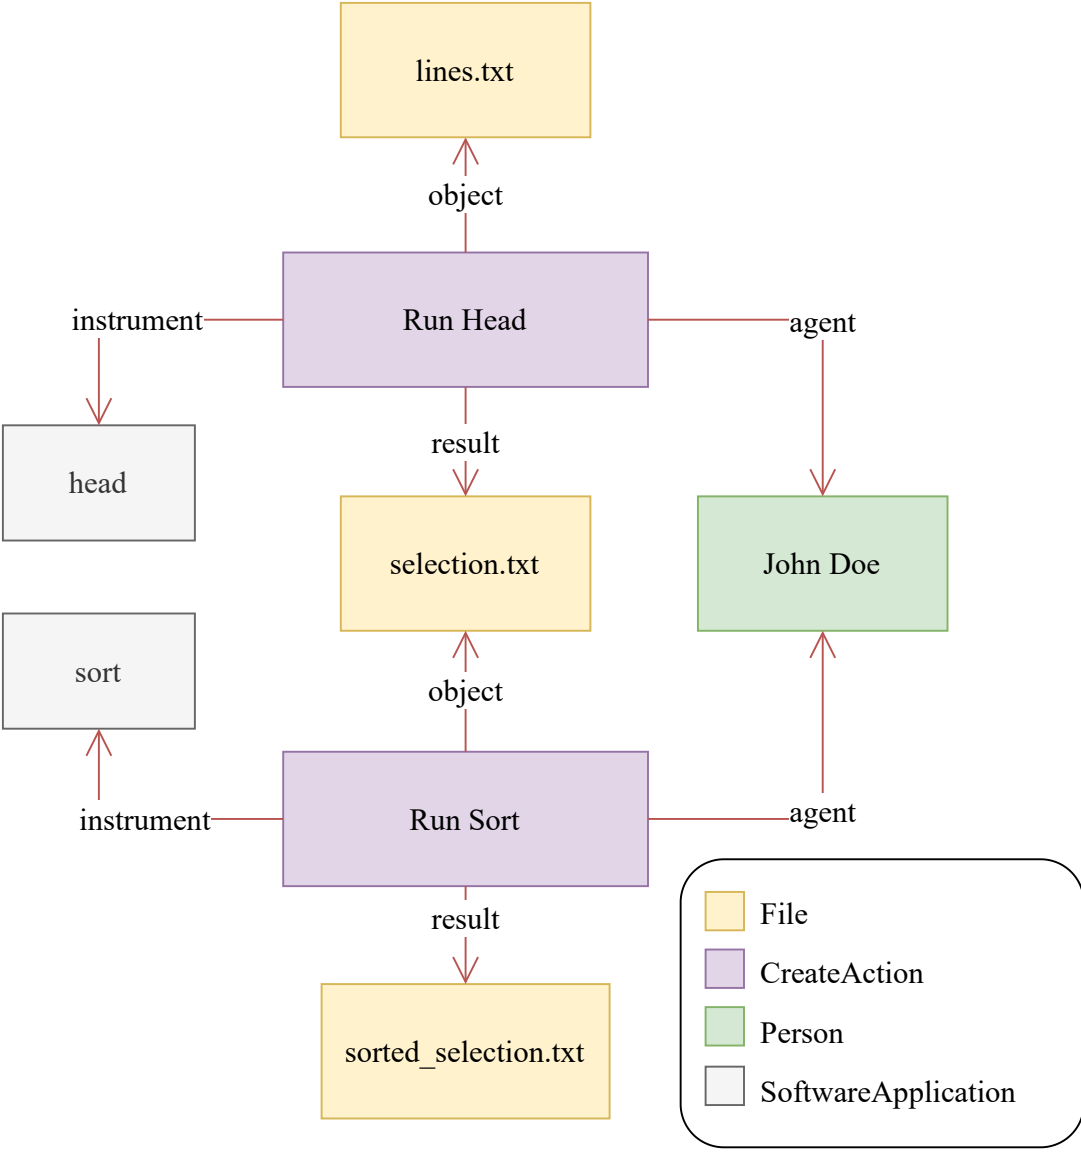 lines.txt
object
Run Head
instrument
agent
result
head
selection.txt
John Doe
sort
object
Run Sort
instrument
agent
result
sorted_selection.txt
File
CreateAction
Person
SoftwareApplication